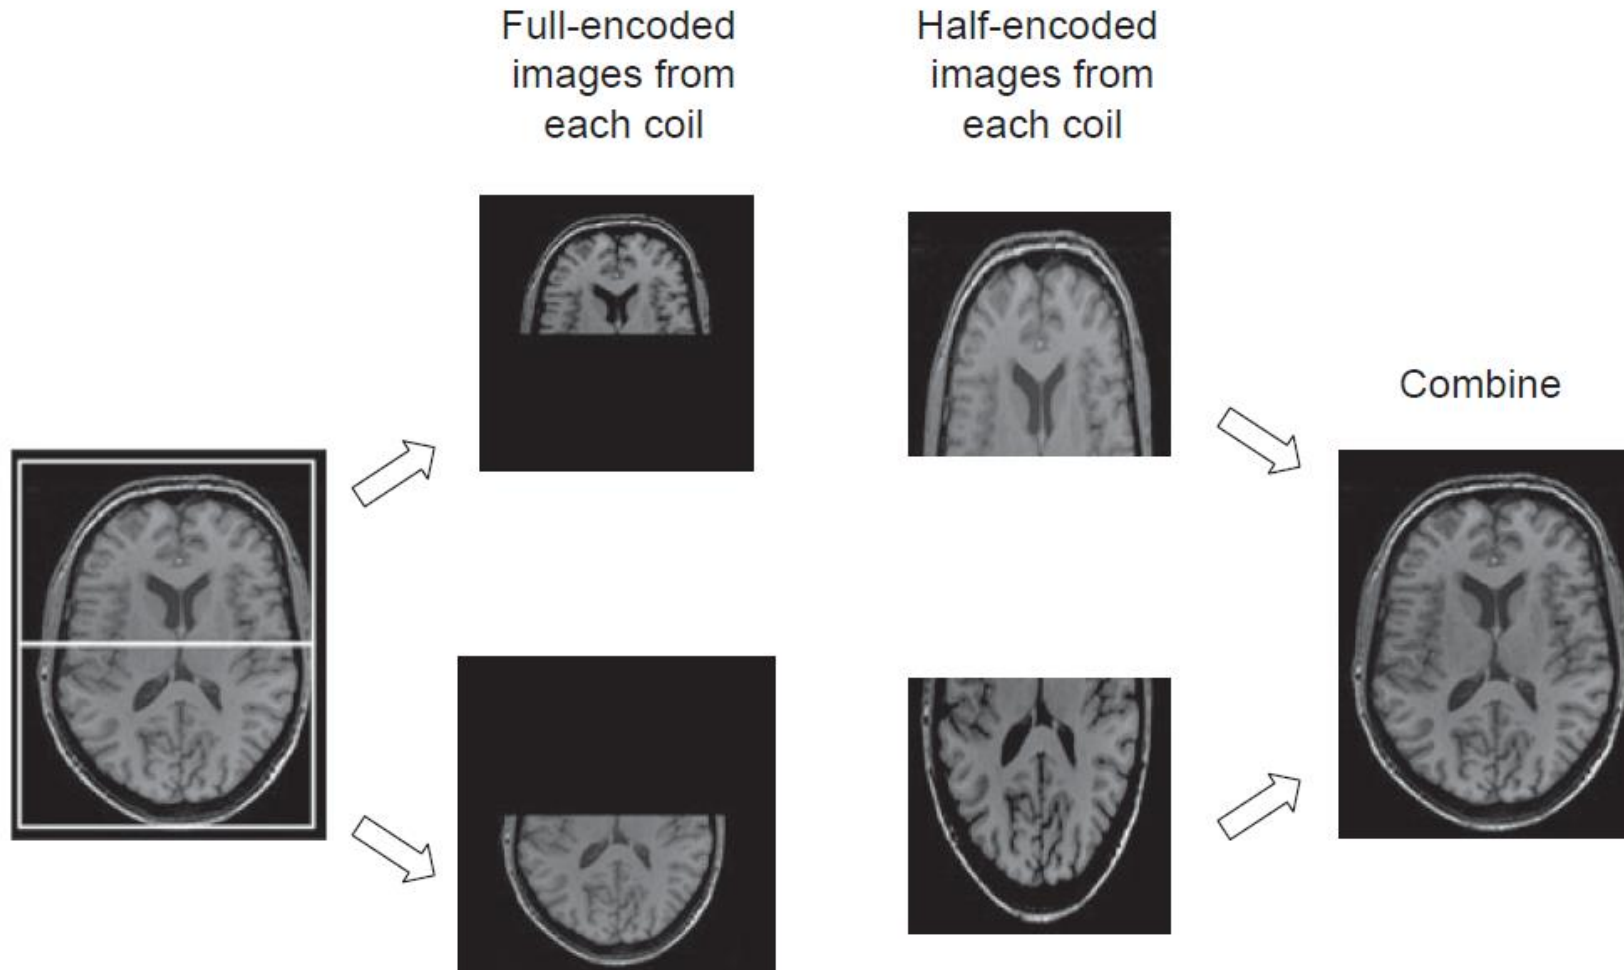 Full-encoded
images from
each coil
Half-encoded
images from
each coil
Combine